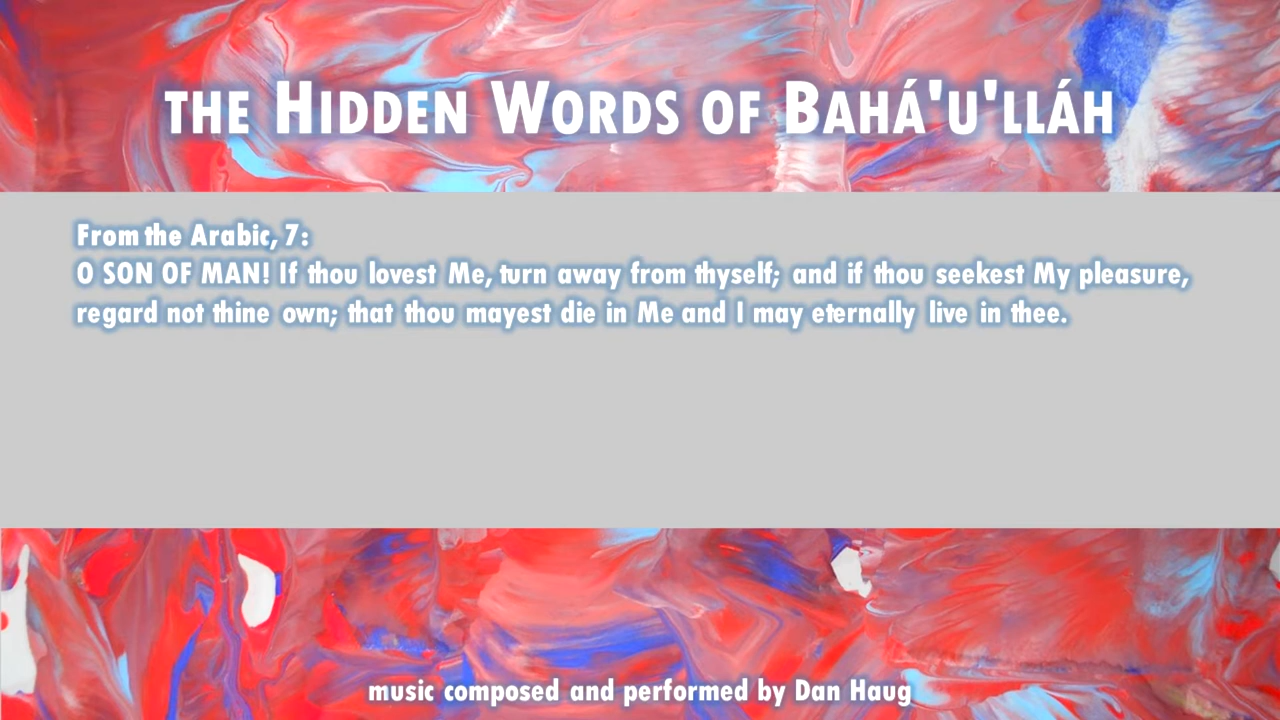 THE HIDDEN WORDS OF BAHÁ'U'LLÁH
From the Arabic, 7:
O SON OF MAN! If thou lovest Me, turn away from thyself; and if thou seekest My pleasure,
regard not thine own; that thou mayest die in Me and I may eternally live in thee.
music composed and performed by Dan Haug